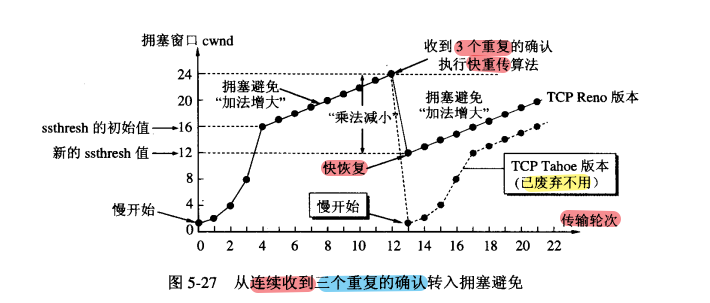 拥塞窗口 cwnd
收到 3 个重复的确认
执行快重传算法
24
20
16
12
8
4
0
拥塞避免
“加法增大”
“乘法减小”
拥塞避免
“加法增大”
TCP Reno 版本
ssthresh 的初始值
新的 ssthresh 值
快恢复
TCP Tahoe 版本
(已废弃不用)
慢开始
慢开始
传输轮次
0 2 4 6 8 10 12 14 16 18 20 22
图 5-27 从连续收到三个重复的确认转入拥塞避免